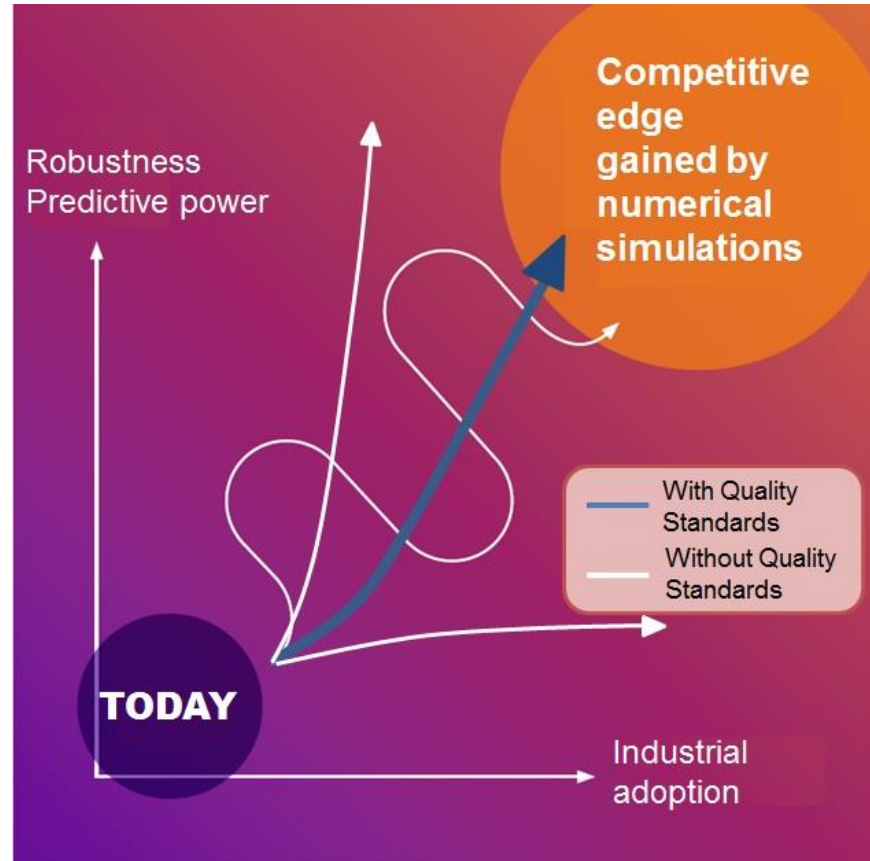 Competitive
edge
gained by
numerical
simulations
Robustness
Predictive power
With Quality
Standards
Without Quality
Standards
TODAY
Industrial
adoption